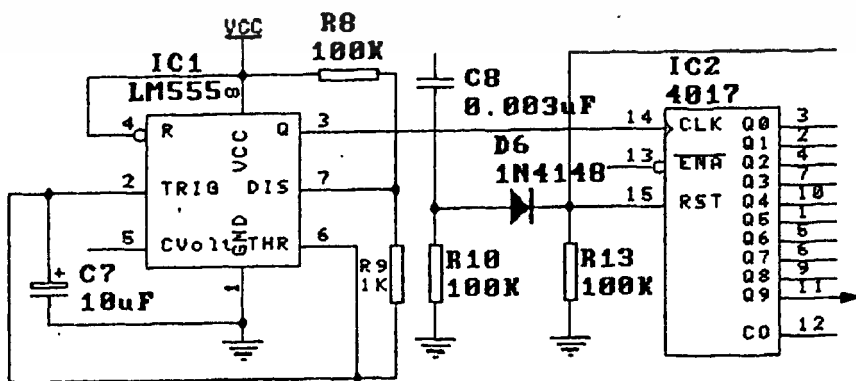 VCC
R8
100K
IC1
LM555
8
4
R
VCC
Q
3
2
TRIG
DIS
7
5
CVolt
GND
THR
6
1
C7
+
10uF
R9
1K
C8
0.003uF
D6
1N4148
R10
100K
R13
100K
IC2
4017
14
CLK
13
ENA
15
RST
Q0 3
Q1 2
Q2 4
Q3 7
Q4 10
Q5 1
Q6 5
Q7 6
Q8 9
Q9 11
CO 12